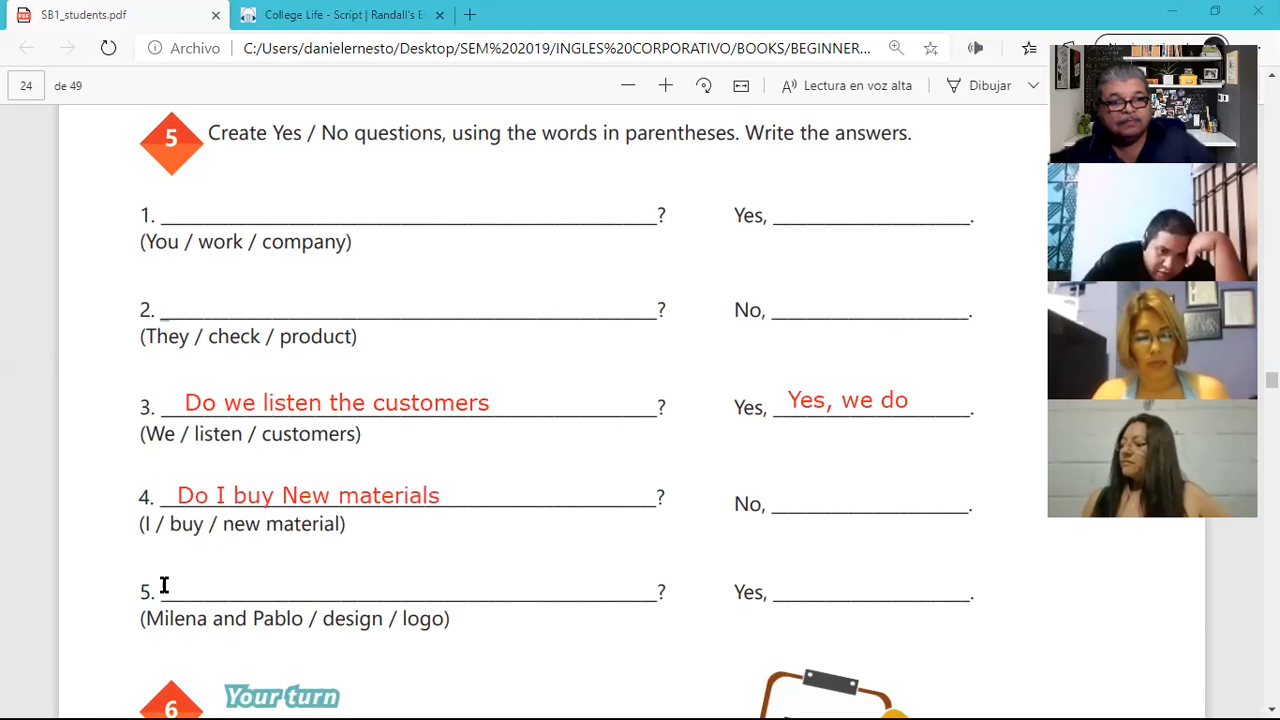 SB1_students.pdf
College Life - Script | Randall's E
Archivo
C:/Users/danielernesto/Desktop/SEM%202019/INGLES%20CORPORATIVO/BOOKS/BEGINNER...
24 de 49
Lectura en voz alta
Dibujar
5 Create Yes / No questions, using the words in parentheses. Write the answers.
1. ? Yes, .
(You / work / company)
2. ? No, .
(They / check / product)
3. Do we listen the customers ? Yes, Yes, we do .
(We / listen / customers)
4. Do I buy New materials ? No, .
(I / buy / new material)
5. ? Yes, .
(Milena and Pablo / design / logo)
6 Your turn